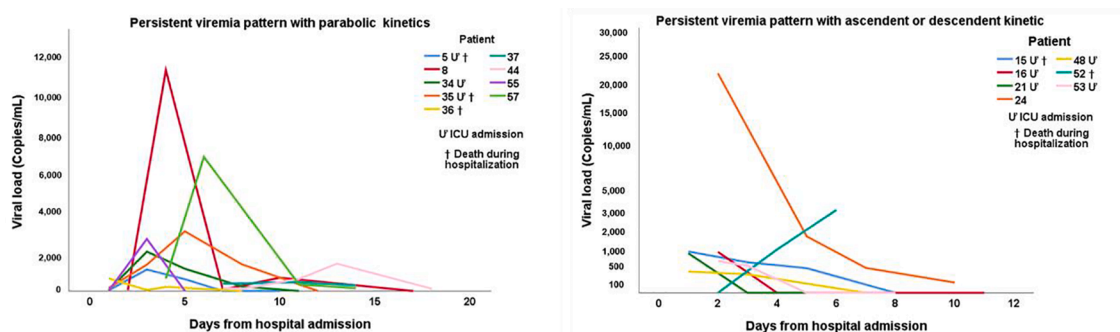 Persistent viremia pattern with parabolic kinetics
Viral load (Copies/mL)
12,000
10,000
8,000
6,000
4,000
2,000
0
0 5 10 15 20
Days from hospital admission
Patient
5 U † 37
8 44
34 U 55
35 U † 57
36 †
U ICU admission
† Death during
hospitalization
Persistent viremia pattern with ascendent or descendent kinetic
Viral load (Copies/mL)
30,000
25,000
20,000
15,000
10,000
5,000
3,000
2,000
1,000
500
100
0 2 4 6 8 10 12
Days from hospital admission
Patient
15 U † 48 U
16 U 52 †
21 U 53 U
24
U ICU admission
† Death during
hospitalization